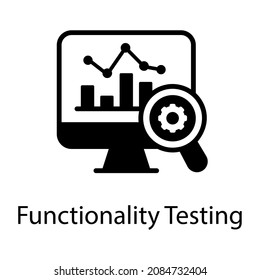 Functionality Testing
shutterstock.com · 2084732404